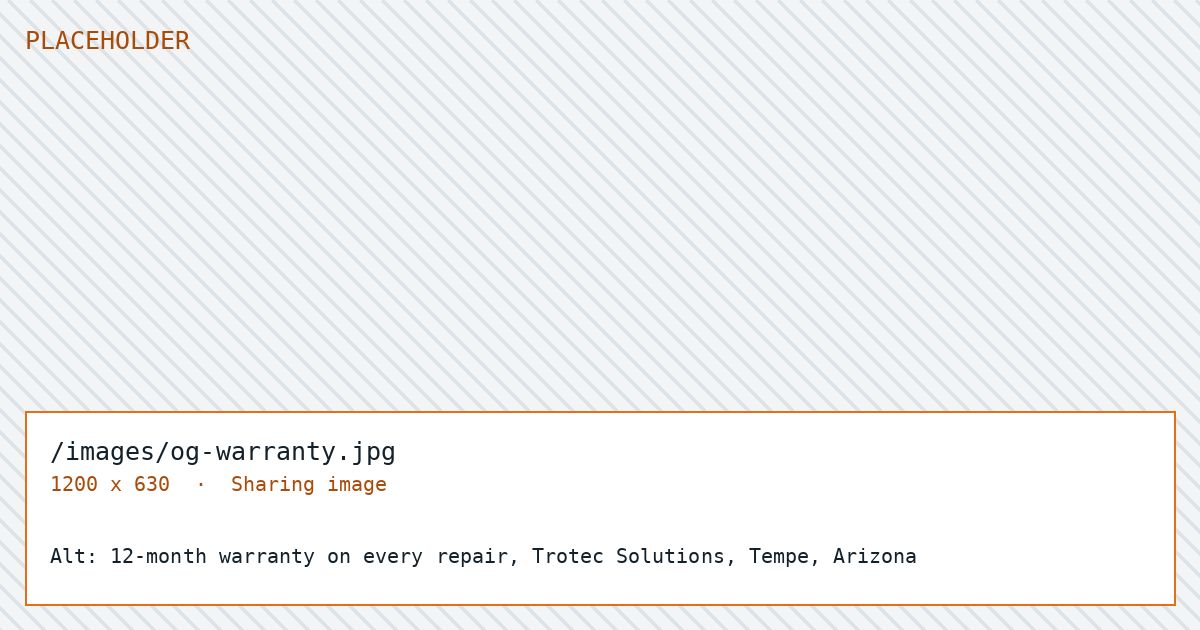 PLACEHOLDER
/images/og-warranty.jpg
1200 x 630 · Sharing image
Alt: 12-month warranty on every repair, Trotec Solutions, Tempe, Arizona